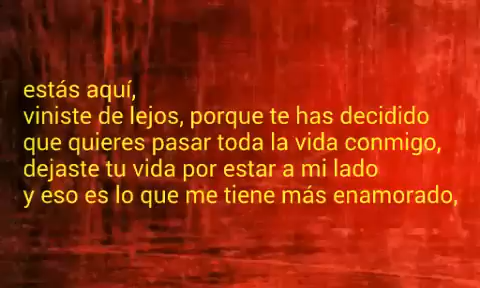 estás aquí,
viniste de lejos, porque te has decidido
que quieres pasar toda la vida conmigo,
dejaste tu vida por estar a mi lado
y eso es lo que me tiene más enamorado,